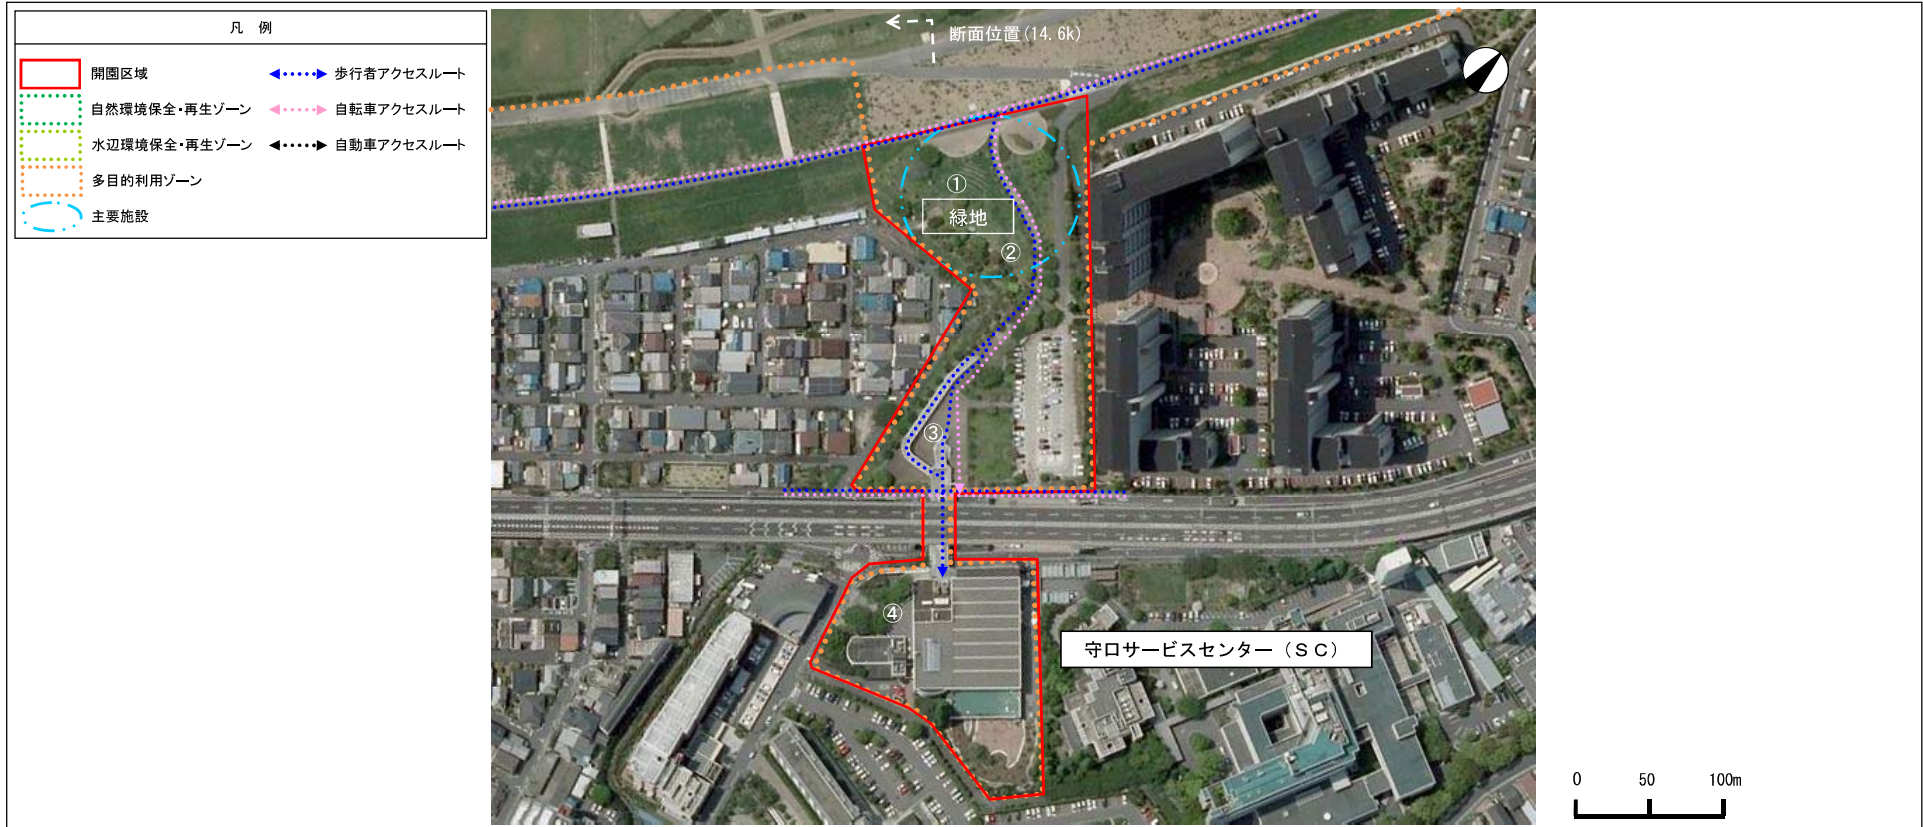 凡 例
開園区域
自然環境保全・再生ゾーン
水辺環境保全・再生ゾーン
多目的利用ゾーン
主要施設
歩行者アクセスルート
自転車アクセスルート
自動車アクセスルート
断面位置(14.6k)
①
緑地
②
③
④
守口サービスセンター（ＳＣ）
0 50 100m